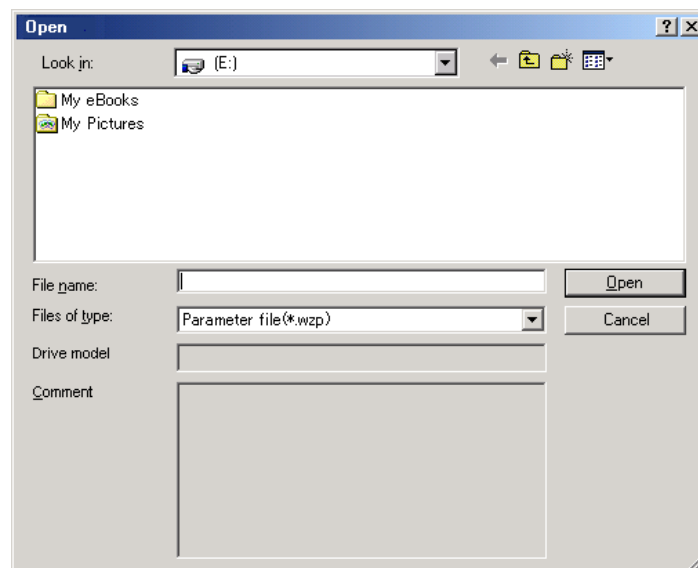 Open
Look in: (E:)
My eBooks
My Pictures
File name: Open
Files of type: Parameter file(*.wzp) Cancel
Drive model
Comment